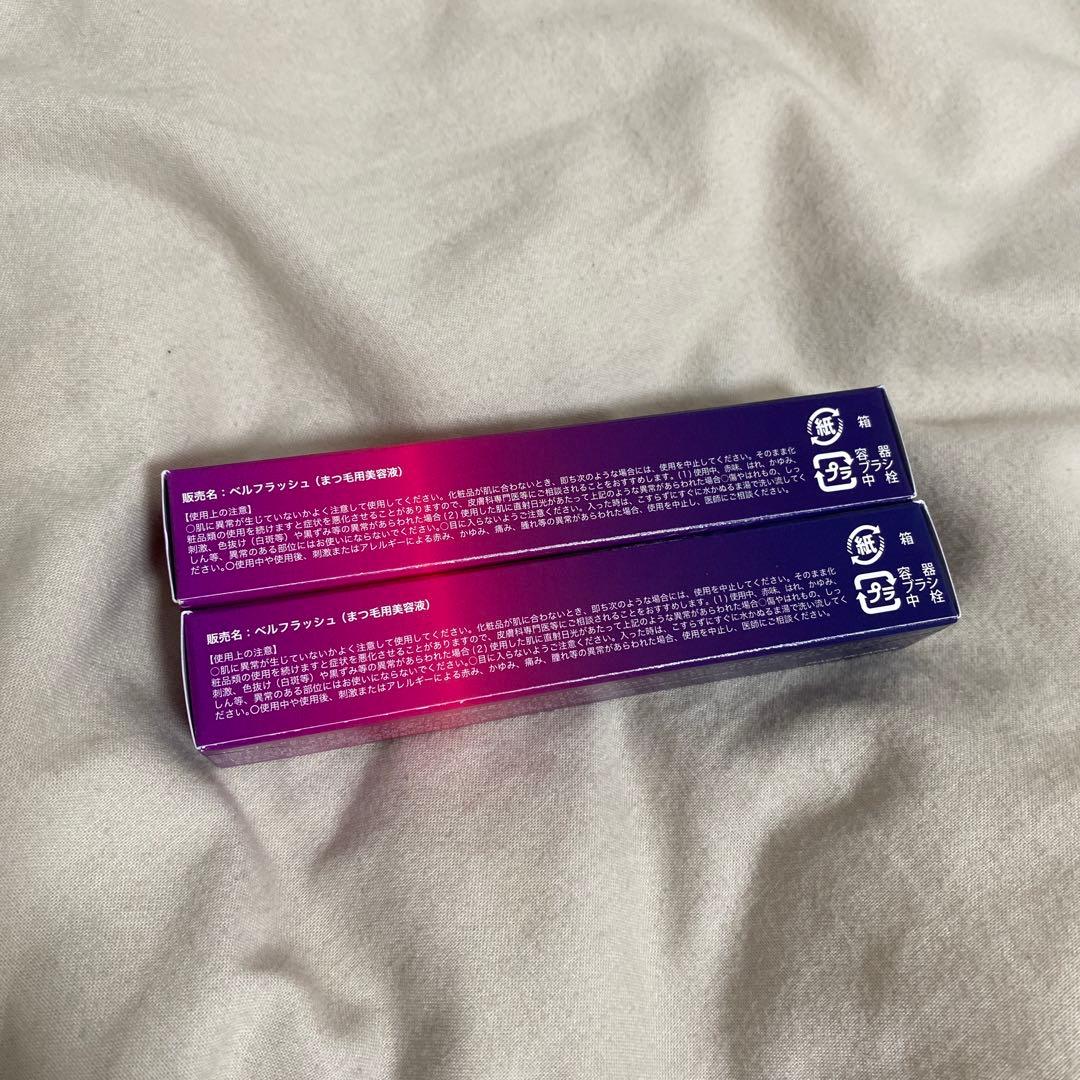 販売名：ベルフラッシュ（まつ毛用美容液）
【使用上の注意】
○肌に異常が生じていないかよく注意して使用してください。化粧品が肌に合わないとき、即ち次のような場合には、使用を中止してください。そのまま化
粧品類の使用を続けますと症状を悪化させることがありますので、皮膚科専門医等にご相談されることをおすすめします。(1)使用中、赤味、はれ、かゆみ、
刺激、色抜け（白斑等）や黒ずみ等の異常があらわれた場合(2)使用した肌に直射日光があたって上記のような異常があらわれた場合○傷やはれもの、しっ
しん等、異常のある部位にはお使いにならないでください。○目に入らないようご注意ください。入った時は、こすらずにすぐに水かぬるま湯で洗い流してく
ださい。○使用中や使用後、刺激またはアレルギーによる赤み、かゆみ、痛み、腫れ等の異常があらわれた場合、使用を中止し、医師にご相談ください。
紙 箱
プラ 容器
ブラシ
中栓
販売名：ベルフラッシュ（まつ毛用美容液）
【使用上の注意】
○肌に異常が生じていないかよく注意して使用してください。化粧品が肌に合わないとき、即ち次のような場合には、使用を中止してください。そのまま化
粧品類の使用を続けますと症状を悪化させることがありますので、皮膚科専門医等にご相談されることをおすすめします。(1)使用中、赤味、はれ、かゆみ、
刺激、色抜け（白斑等）や黒ずみ等の異常があらわれた場合(2)使用した肌に直射日光があたって上記のような異常があらわれた場合○傷やはれもの、しっ
しん等、異常のある部位にはお使いにならないでください。○目に入らないようご注意ください。入った時は、こすらずにすぐに水かぬるま湯で洗い流してく
ださい。○使用中や使用後、刺激またはアレルギーによる赤み、かゆみ、痛み、腫れ等の異常があらわれた場合、使用を中止し、医師にご相談ください。
紙 箱
プラ 容器
ブラシ
中栓